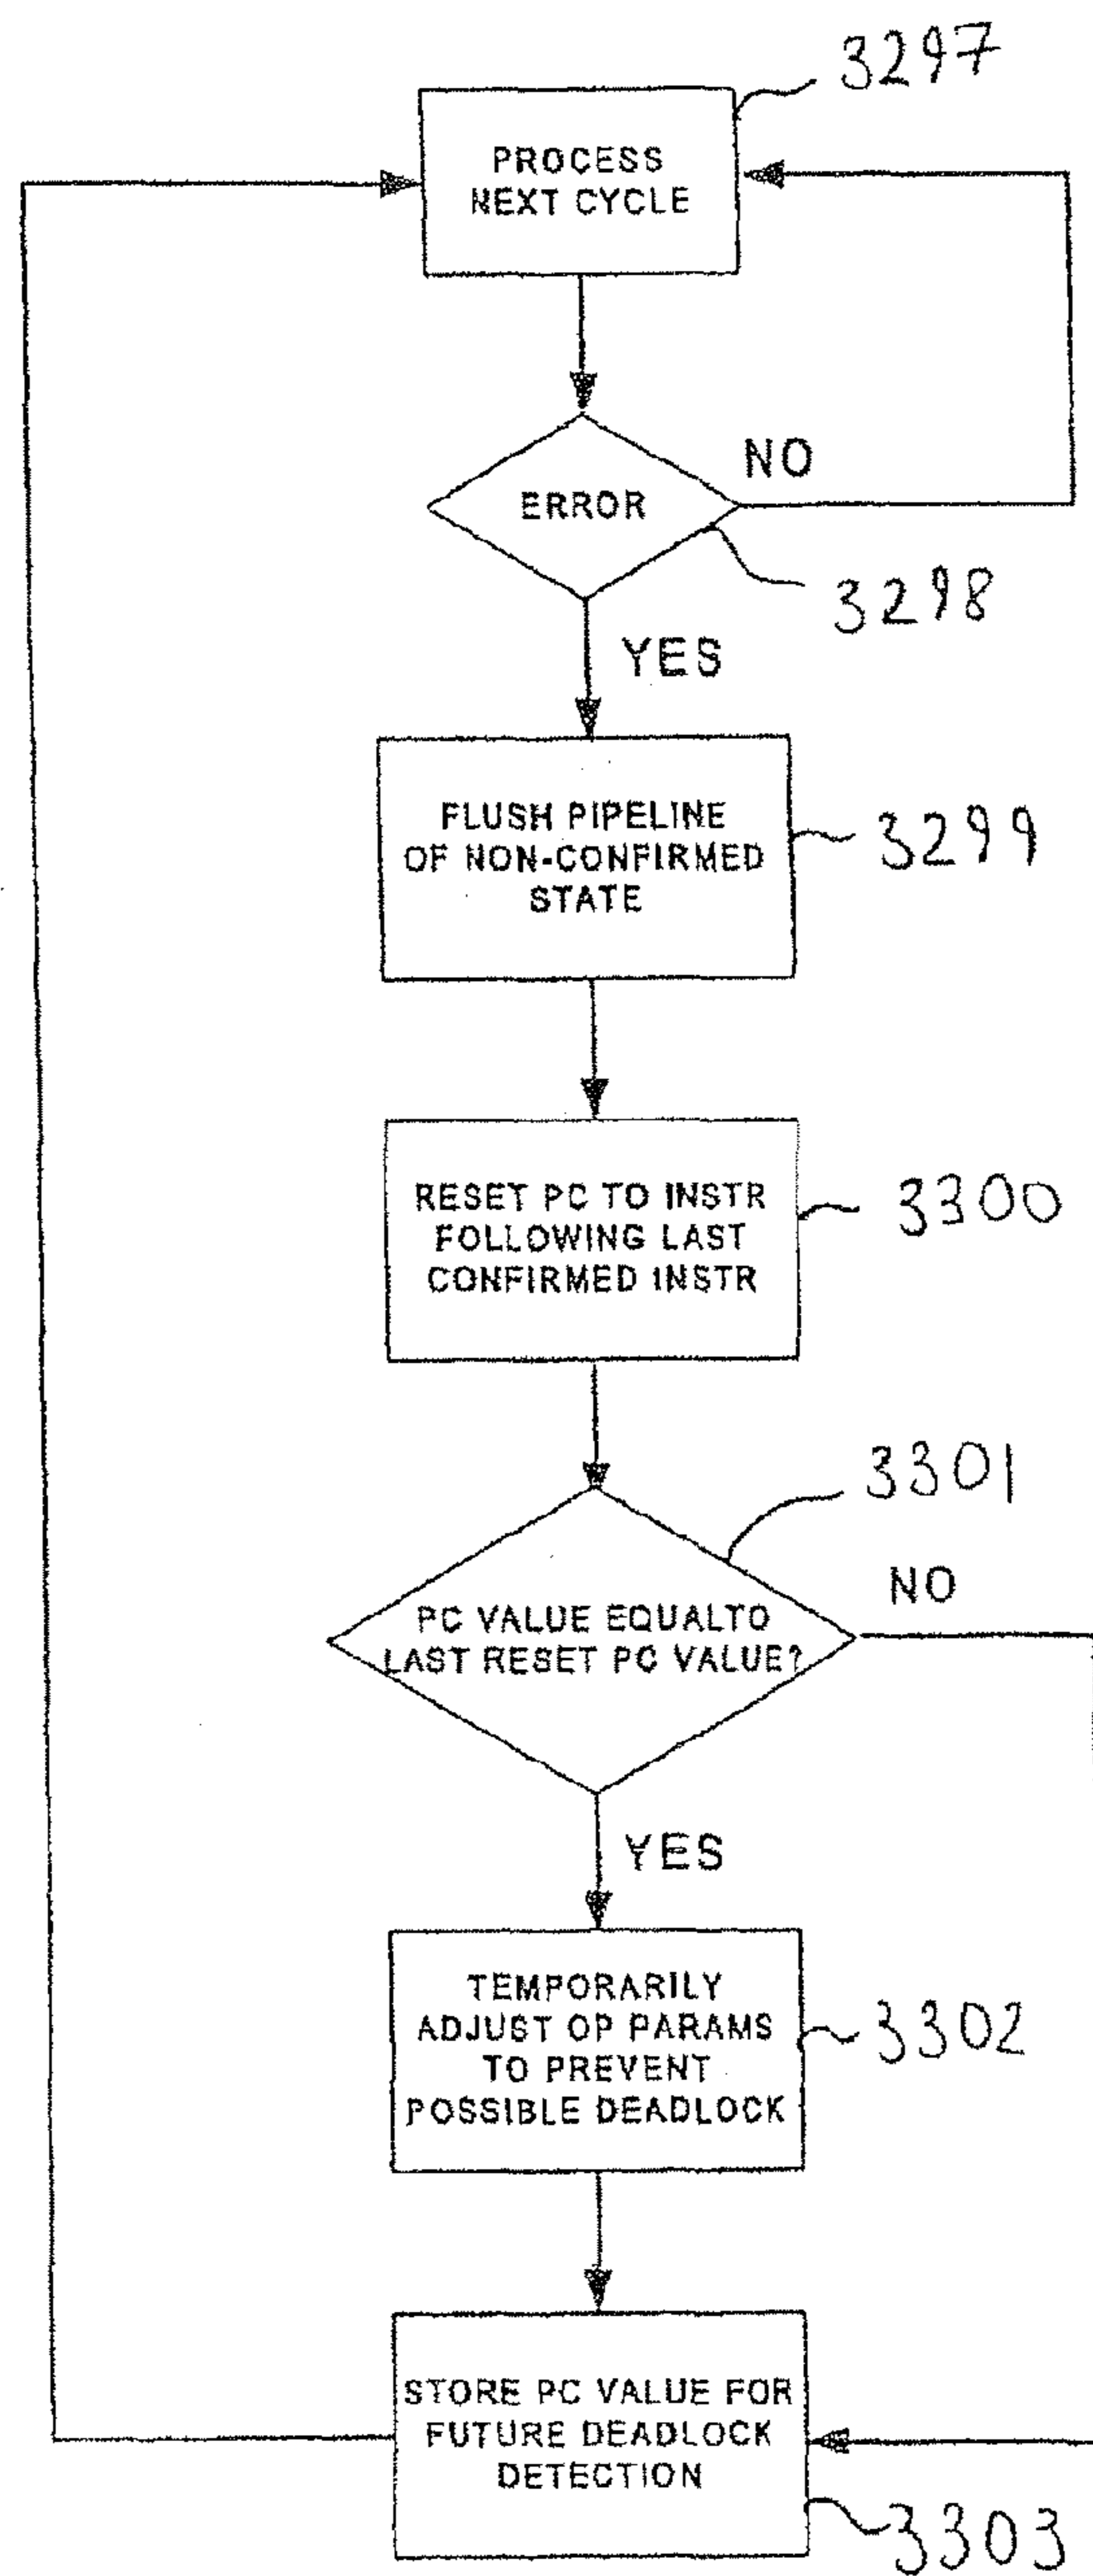 3297
PROCESS
NEXT CYCLE
NO
ERROR
3298
YES
FLUSH PIPELINE
OF NON-CONFIRMED
STATE
3299
RESET PC TO INSTR
FOLLOWING LAST
CONFIRMED INSTR
3300
3301
NO
PC VALUE EQUALTO
LAST RESET PC VALUE?
YES
TEMPORARILY
ADJUST OP PARAMS
TO PREVENT
POSSIBLE DEADLOCK
3302
STORE PC VALUE FOR
FUTURE DEADLOCK
DETECTION
3303